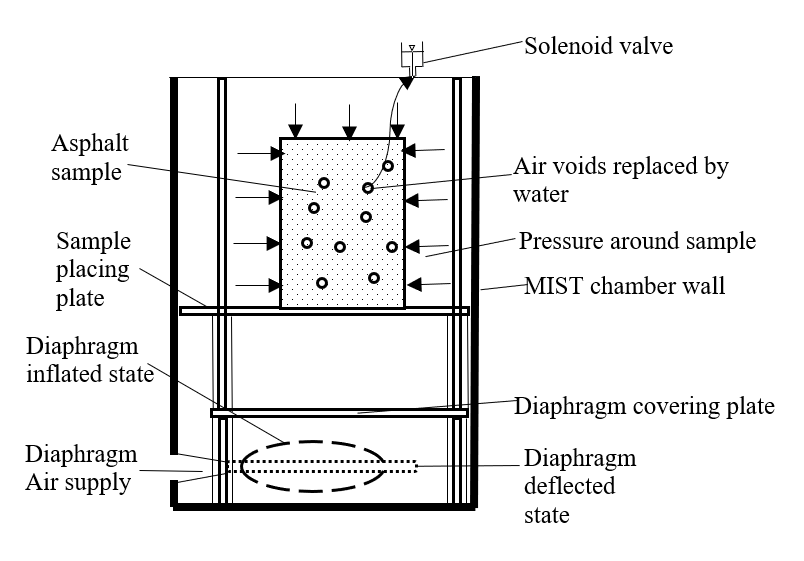 Solenoid valve
Asphalt
sample
Air voids replaced by
water
Sample
placing
plate
Pressure around sample
MIST chamber wall
Diaphragm
inflated state
Diaphragm covering plate
Diaphragm
Air supply
Diaphragm
deflected
state